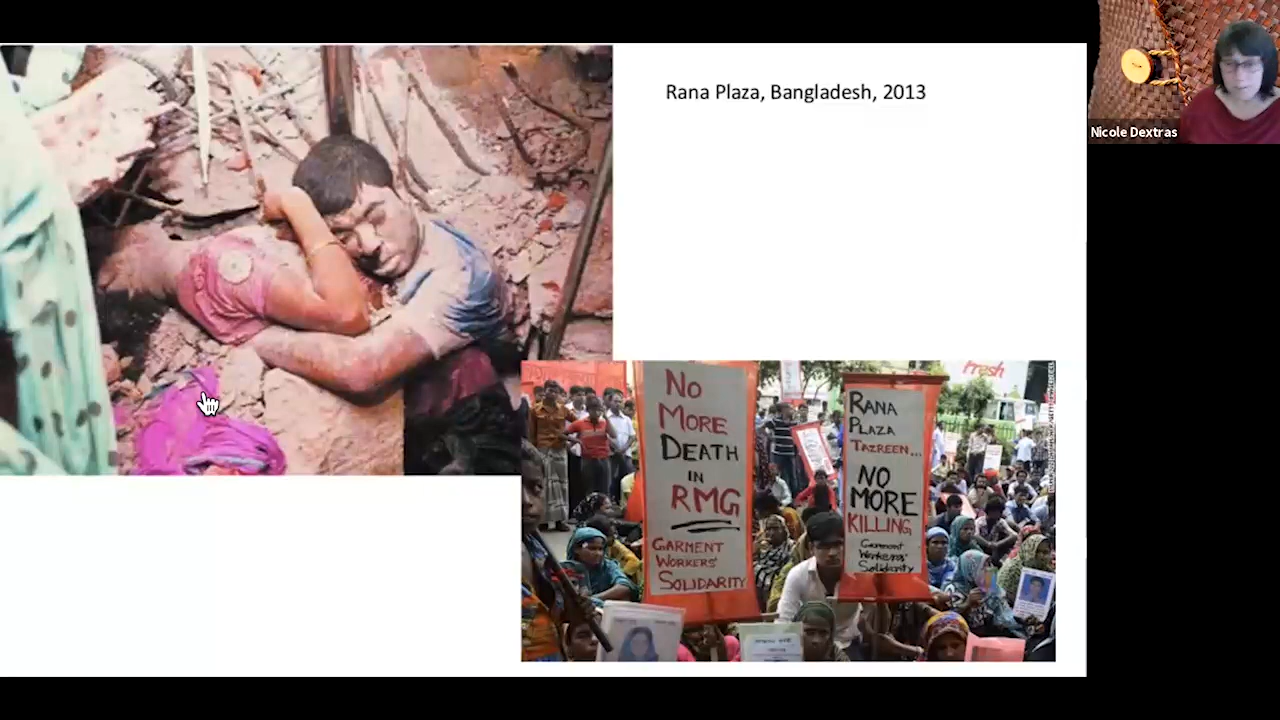 Rana Plaza, Bangladesh, 2013
Nicole Dextras
Fresh
No
MORE
DEATH
IN
RMG
GARMENT
WORKERS'
SOLIDARITY
RANA
PLAZA
TAZREEN...
NO
MORE
KILLING
Garment
Workers'
Solidarity